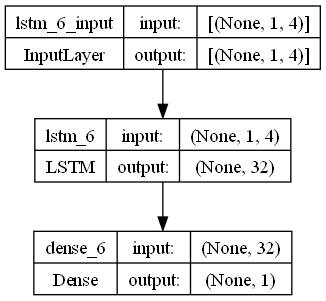 lstm_6_input input: [(None, 1, 4)]
InputLayer output: [(None, 1, 4)]
lstm_6 input: (None, 1, 4)
LSTM output: (None, 32)
dense_6 input: (None, 32)
Dense output: (None, 1)